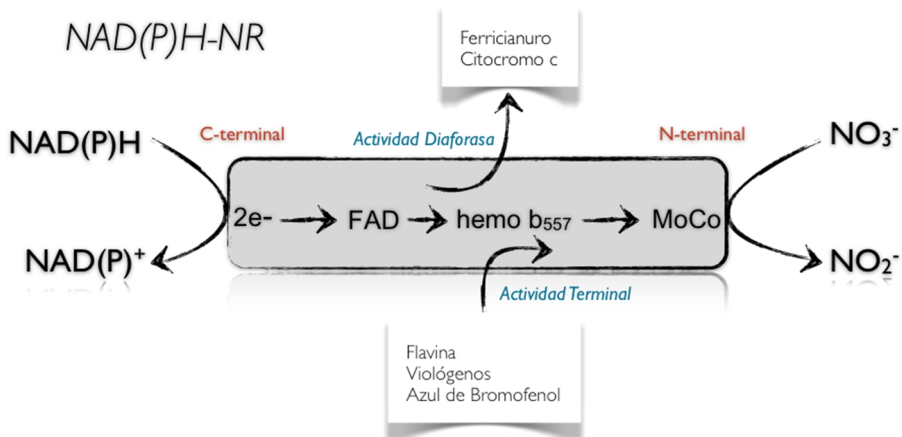 NAD(P)H-NR
Ferricianuro
Citocromo c
NAD(P)H
C-terminal
Actividad Diaforasa
N-terminal
NO₃⁻
2e-
FAD
hemo b₅₅₇
MoCo
NAD(P)⁺
NO₂⁻
Actividad Terminal
Flavina
Viológenos
Azul de Bromofenol